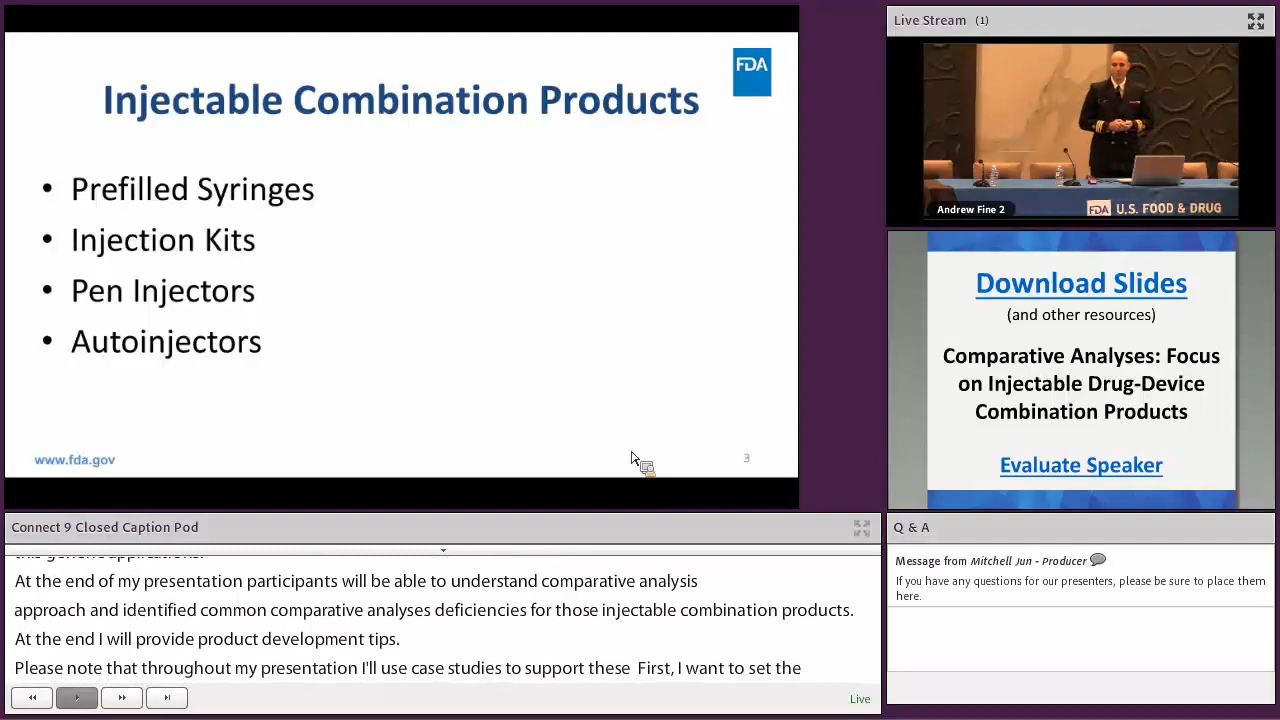 FDA
Injectable Combination Products
• Prefilled Syringes
• Injection Kits
• Pen Injectors
• Autoinjectors
www.fda.gov
3
Live Stream (1)
Andrew Fine 2
FDA U.S. FOOD & DRUG
Download Slides
(and other resources)
Comparative Analyses: Focus
on Injectable Drug-Device
Combination Products
Evaluate Speaker
Connect 9 Closed Caption Pod
At the end of my presentation participants will be able to understand comparative analysis
approach and identified common comparative analyses deficiencies for those injectable combination products.
At the end I will provide product development tips.
Please note that throughout my presentation I'll use case studies to support these First, I want to set the
Live
Q & A
Message from Mitchell Jun - Producer
If you have any questions for our presenters, please be sure to place them
here.